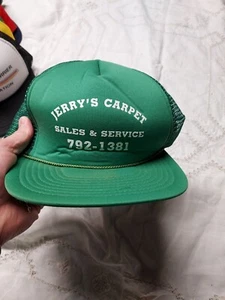 JERRY'S CARPET
SALES & SERVICE
792-1381